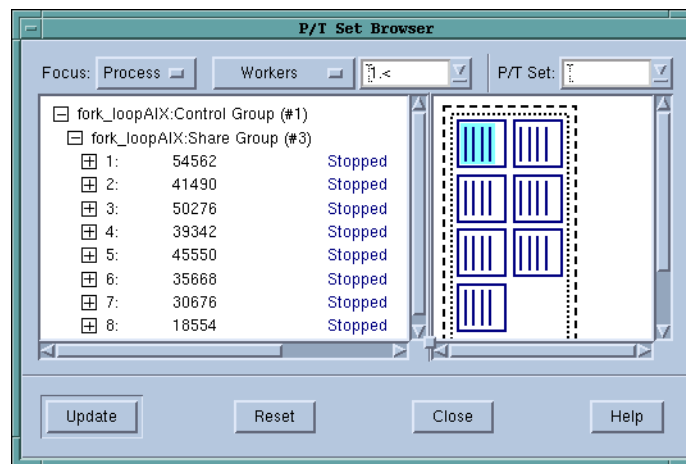 P/T Set Browser
Focus: Process Workers 1.< P/T Set:
fork_loopAIX:Control Group (#1)
fork_loopAIX:Share Group (#3)
1: 54562 Stopped
2: 41490 Stopped
3: 50276 Stopped
4: 39342 Stopped
5: 45550 Stopped
6: 35668 Stopped
7: 30676 Stopped
8: 18554 Stopped
Update Reset Close Help